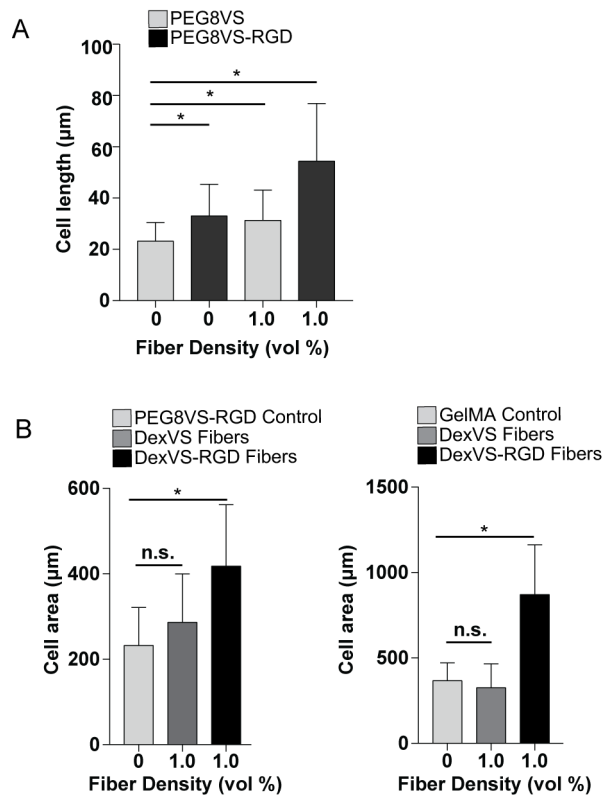 A
PEG8VS
PEG8VS-RGD
Cell length (μm)
100
80
60
40
20
0
*
*
*
0 0 1.0 1.0
Fiber Density (vol %)
B
PEG8VS-RGD Control
DexVS Fibers
DexVS-RGD Fibers
Cell area (μm)
600
400
200
0
*
n.s.
0 1.0 1.0
Fiber Density (vol %)
GelMA Control
DexVS Fibers
DexVS-RGD Fibers
Cell area (μm)
1500
1000
500
0
*
n.s.
0 1.0 1.0
Fiber Density (vol %)